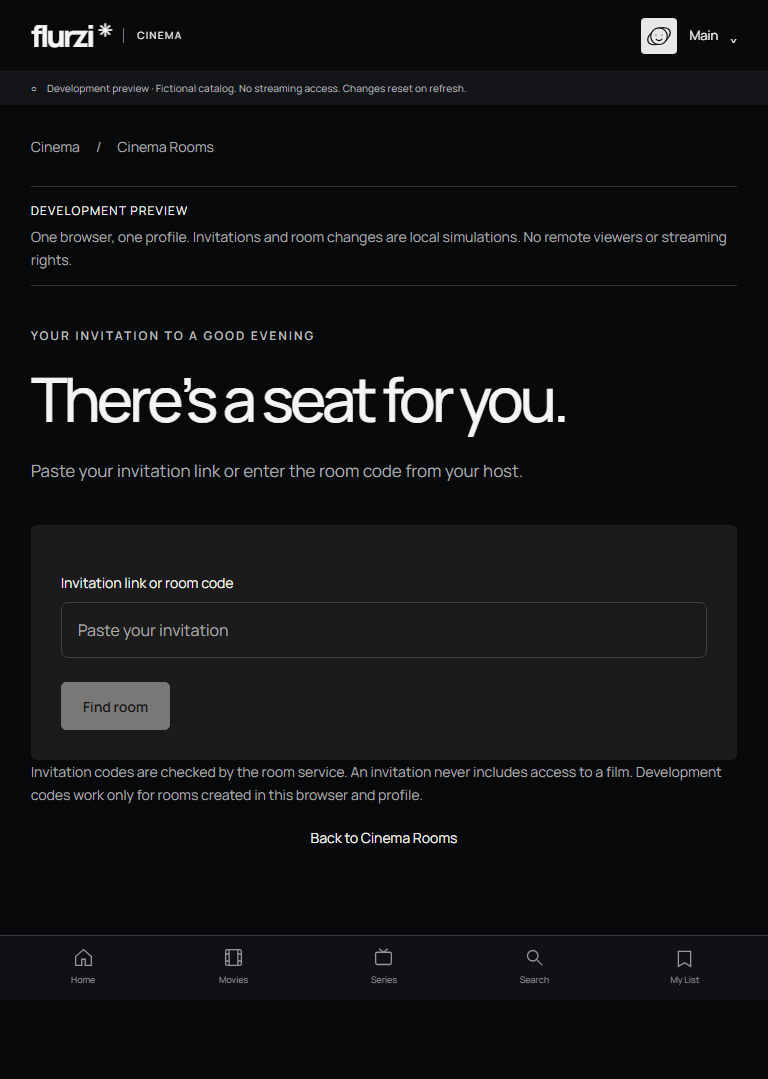 flurzi* | CINEMA
Main
Development preview · Fictional catalog. No streaming access. Changes reset on refresh.
Cinema / Cinema Rooms
DEVELOPMENT PREVIEW
One browser, one profile. Invitations and room changes are local simulations. No remote viewers or streaming
rights.
YOUR INVITATION TO A GOOD EVENING
There’s a seat for you.
Paste your invitation link or enter the room code from your host.
Invitation link or room code
Paste your invitation
Find room
Invitation codes are checked by the room service. An invitation never includes access to a film. Development
codes work only for rooms created in this browser and profile.
Back to Cinema Rooms
Home Movies Series Search My List